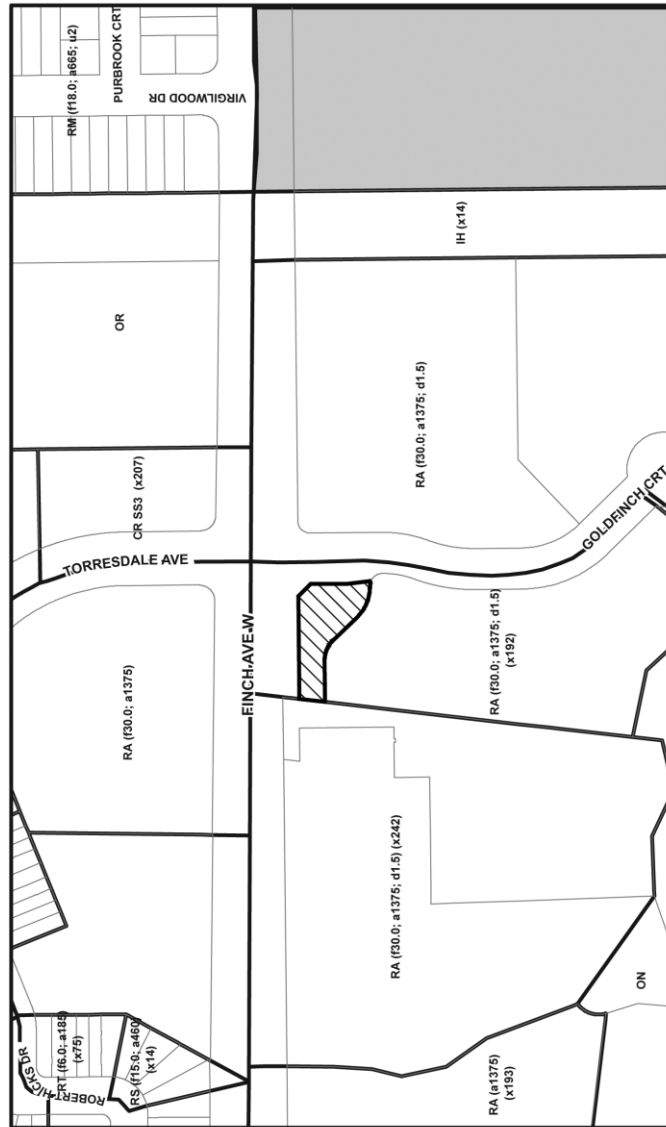 RM (f18.0; a665; u2)
PURBROOK CRT
VIRGILWOOD DR
IH (x14)
OR
RA (f30.0; a1375; d1.5)
CR SS3 (x207)
GOLDFINCH CRT
TORRESDALE AVE
RA (f30.0; a1375; d1.5)
(x192)
FINCH AVE W
RA (f30.0; a1375)
RA (f30.0; a1375; d1.5) (x242)
ON
RT (f6.0; a185)
(x75)
RS (f15.0; a460)
(x14)
ROBERT HICKS DR
RA (a1375)
(x193)